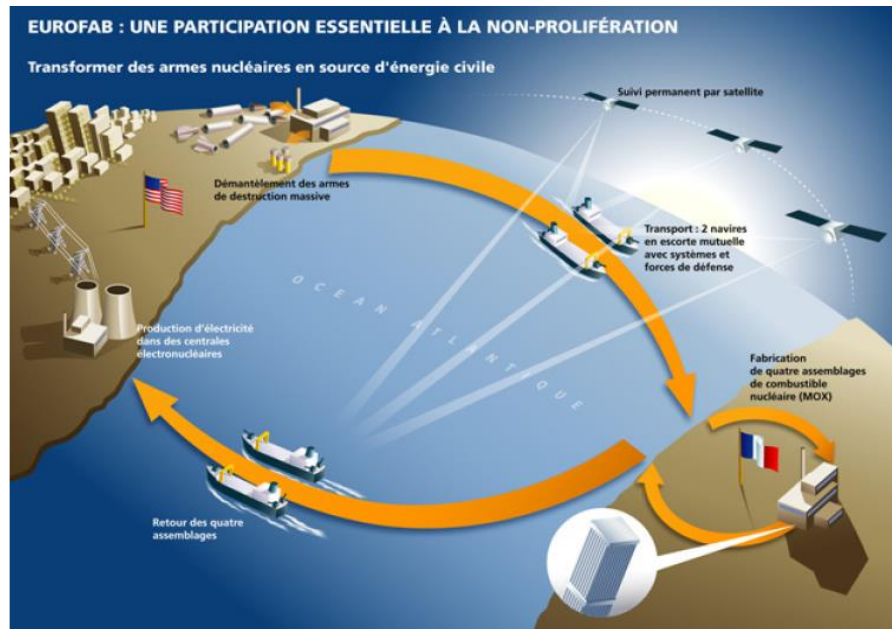 EUROFAB : UNE PARTICIPATION ESSENTIELLE À LA NON-PROLIFÉRATION
Transformer des armes nucléaires en source d'énergie civile
Suivi permanent par satellite
Démantèlement des armes
de destruction massive
Transport : 2 navires
en escorte mutuelle
avec systèmes et
forces de défense
OCEAN ATLANTIQUE
Production d'électricité
dans des centrales
électronucléaires
Fabrication
de quatre assemblages
de combustible
nucléaire (MOX)
Retour des quatre
assemblages